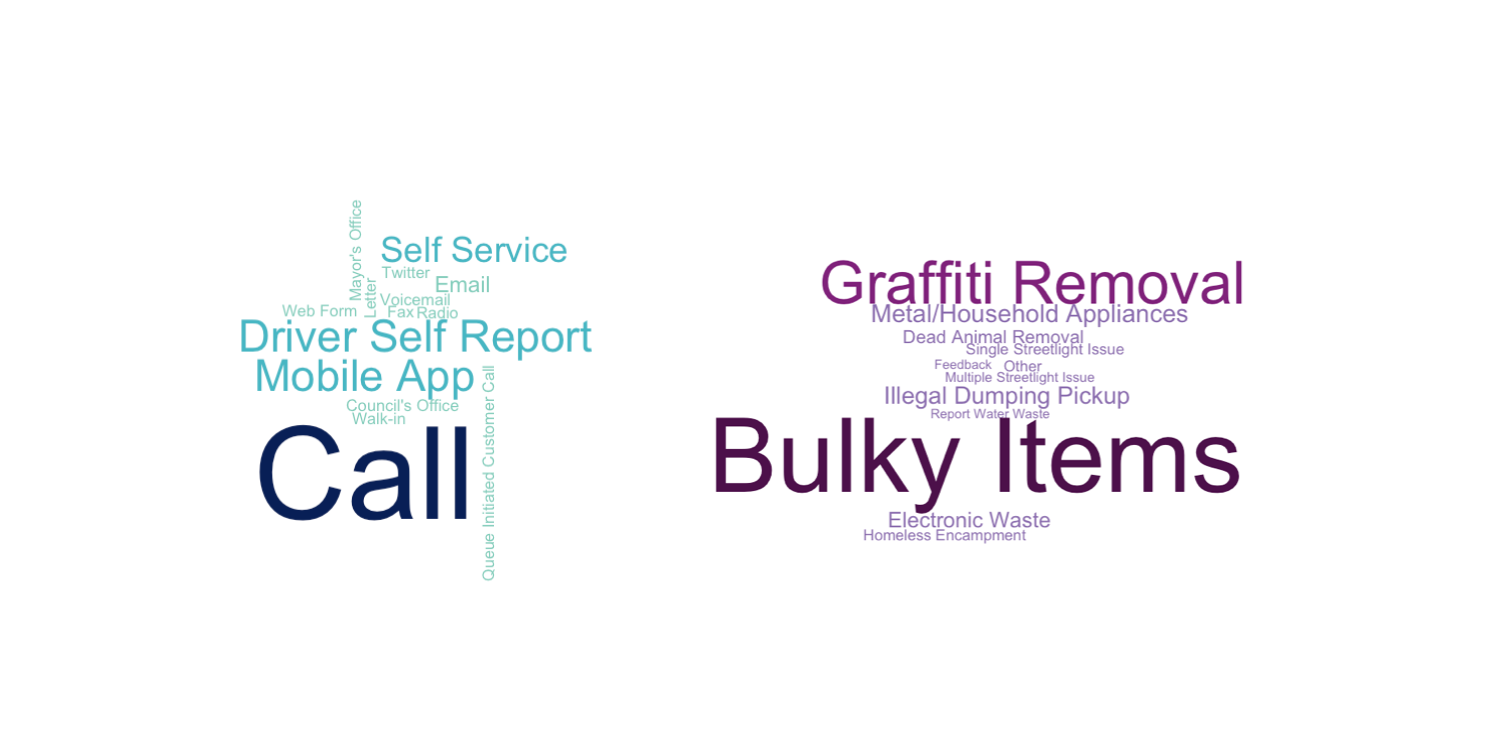 Mayor's Office
Self Service
Twitter
Email
Letter
Voicemail
Web Form
Fax
Radio
Driver Self Report
Mobile App
Queue Initiated Customer Call
Council's Office
Walk-in
Call
Graffiti Removal
Metal/Household Appliances
Dead Animal Removal
Single Streetlight Issue
Feedback
Other
Multiple Streetlight Issue
Illegal Dumping Pickup
Report Water Waste
Bulky Items
Electronic Waste
Homeless Encampment